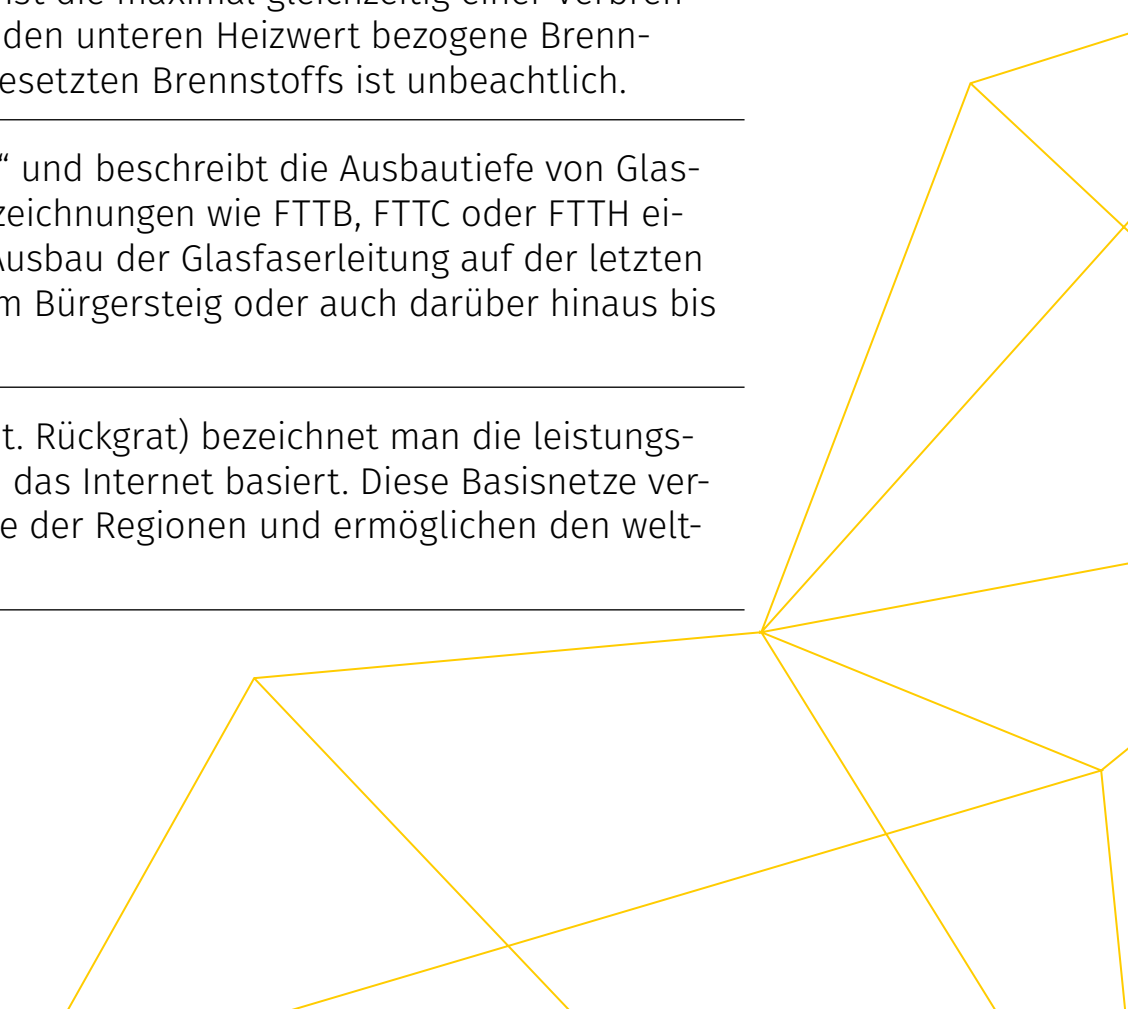 ist die maximal gleichzeitig einer Verbren-
den unteren Heizwert bezogene Brenn-
esetzten Brennstoffs ist unbeachtlich.
“ und beschreibt die Ausbautiefe von Glas-
zeichnungen wie FTTB, FTTC oder FTTH ei-
Ausbau der Glasfaserleitung auf der letzten
m Bürgersteig oder auch darüber hinaus bis
t. Rückgrat) bezeichnet man die leistungs-
das Internet basiert. Diese Basisnetze ver-
e der Regionen und ermöglichen den welt-